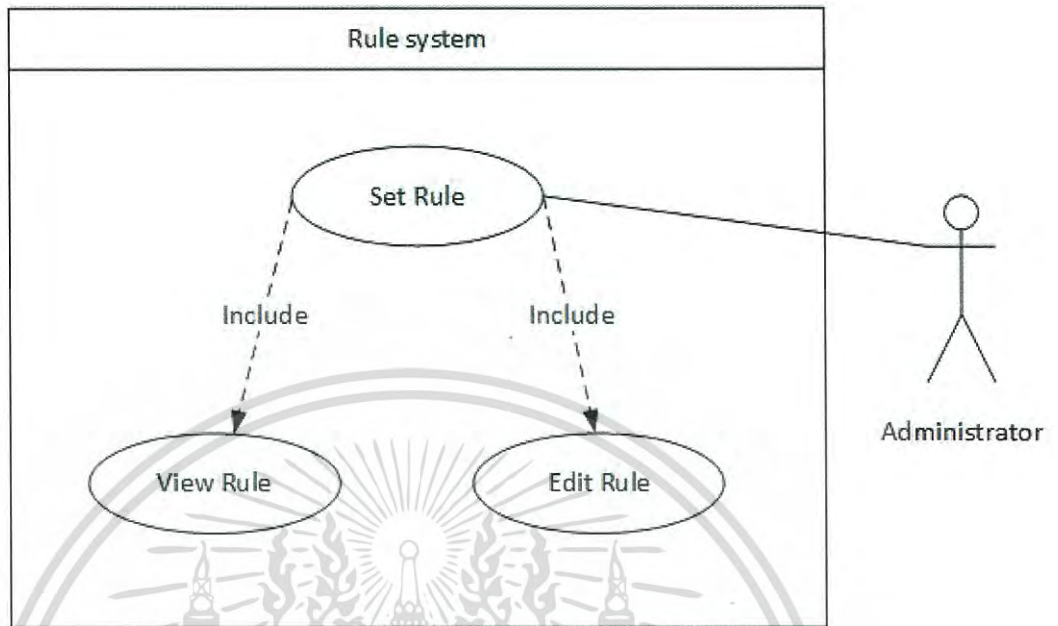 Rule system
Set Rule
Include
Include
View Rule
Edit Rule
Administrator